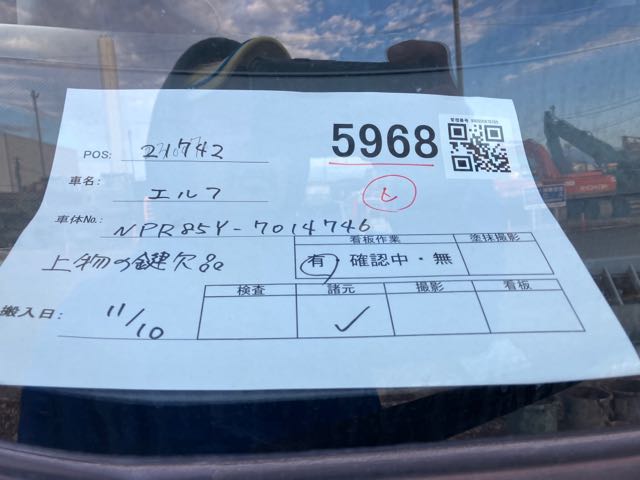 5968
POS:
車名: エルフ
車体No.: NPR85Y-7014746
上物の鍵欠品
看板作業 塗抹撮影
有・確認中・無
搬入日: 11/10
検査 諸元 撮影 看板
✓